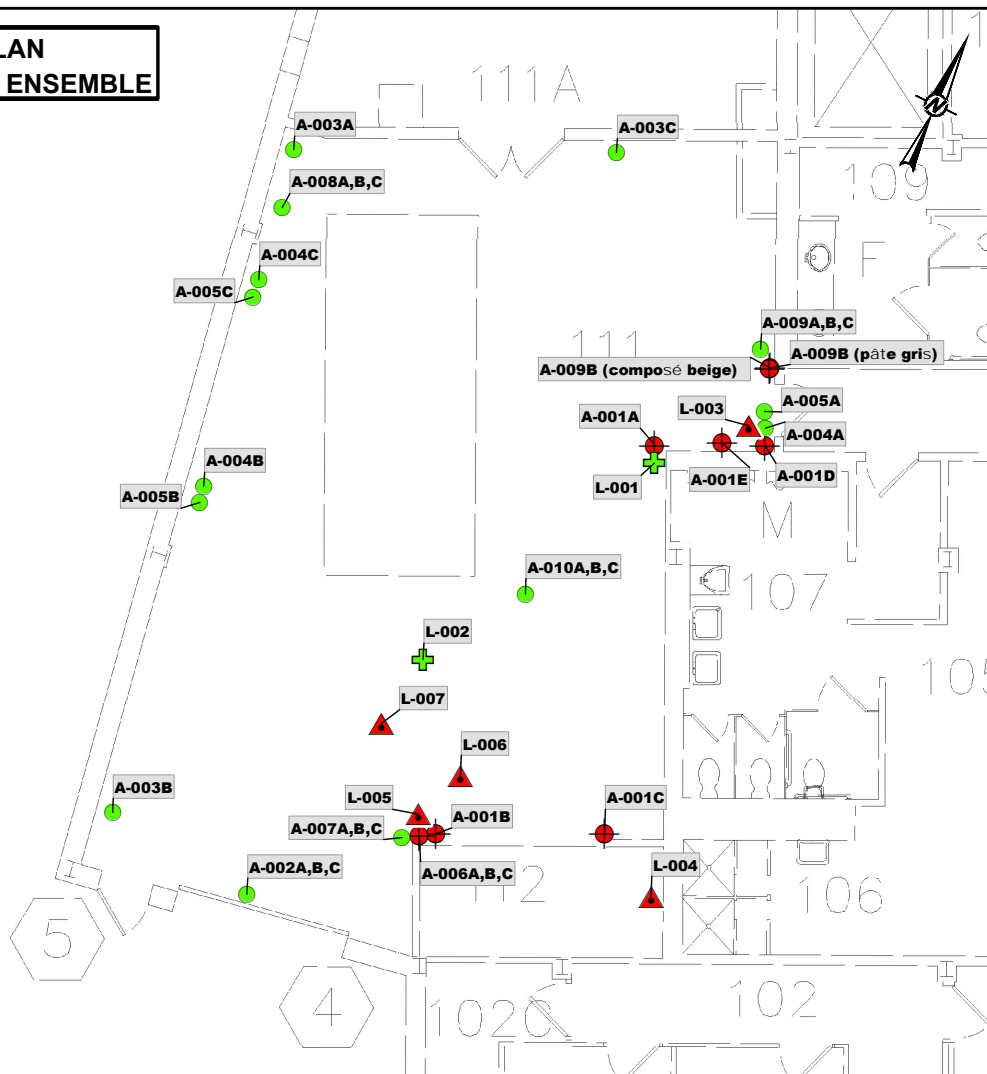 LAN
ENSEMBLE
111A
A-003A
A-003C
N
A-008A,B,C
109
A-004C
F
A-005C
A-009A,B,C
111
A-009B (pâte gris)
A-009B (composé beige)
A-005A
L-003
A-001A
A-004A
A-004B
A-001E
A-001D
L-001
A-005B
M
A-010A,B,C
107
L-002
105
L-007
L-006
A-003B
L-005
A-001C
A-001B
A-007A,B,C
A-002A,B,C
A-006A,B,C
L-004
112
106
5
4
102C
102